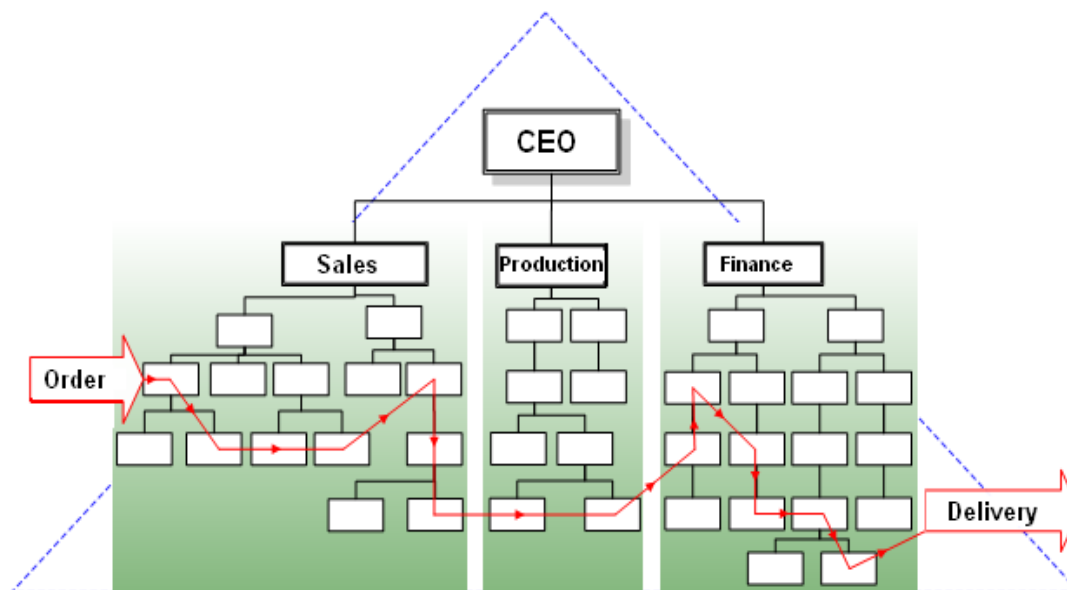 CEO
Sales
Production
Finance
Order
Delivery